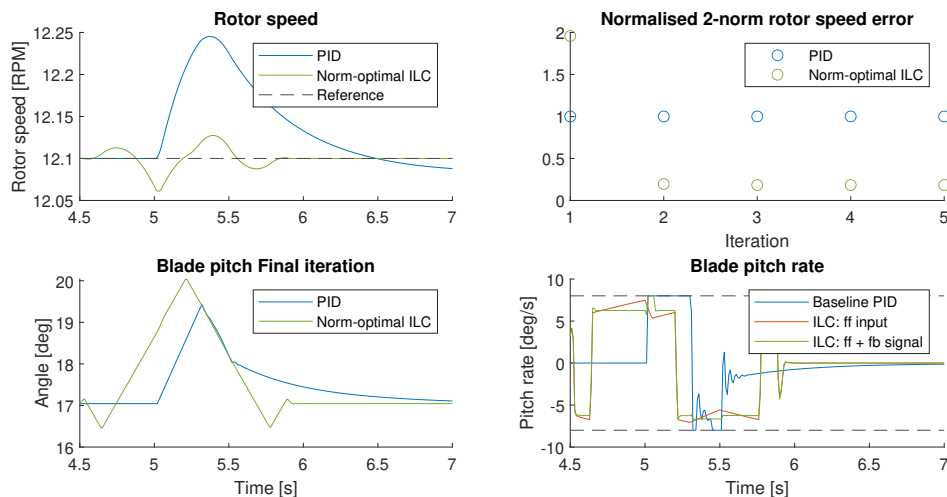 Rotor speed
Rotor speed [RPM]
12.25
12.2
12.15
12.1
12.05
4.5 5 5.5 6 6.5 7
PID
Norm-optimal ILC
Reference
Normalised 2-norm rotor speed error
2
1.5
1
0.5
0
1 2 3 4 5
Iteration
PID
Norm-optimal ILC
Blade pitch Final iteration
Angle [deg]
20
19
18
17
16
4.5 5 5.5 6 6.5 7
Time [s]
PID
Norm-optimal ILC
Blade pitch rate
Pitch rate [deg/s]
10
5
0
-5
-10
4.5 5 5.5 6 6.5 7
Time [s]
Baseline PID
ILC: ff input
ILC: ff + fb signal